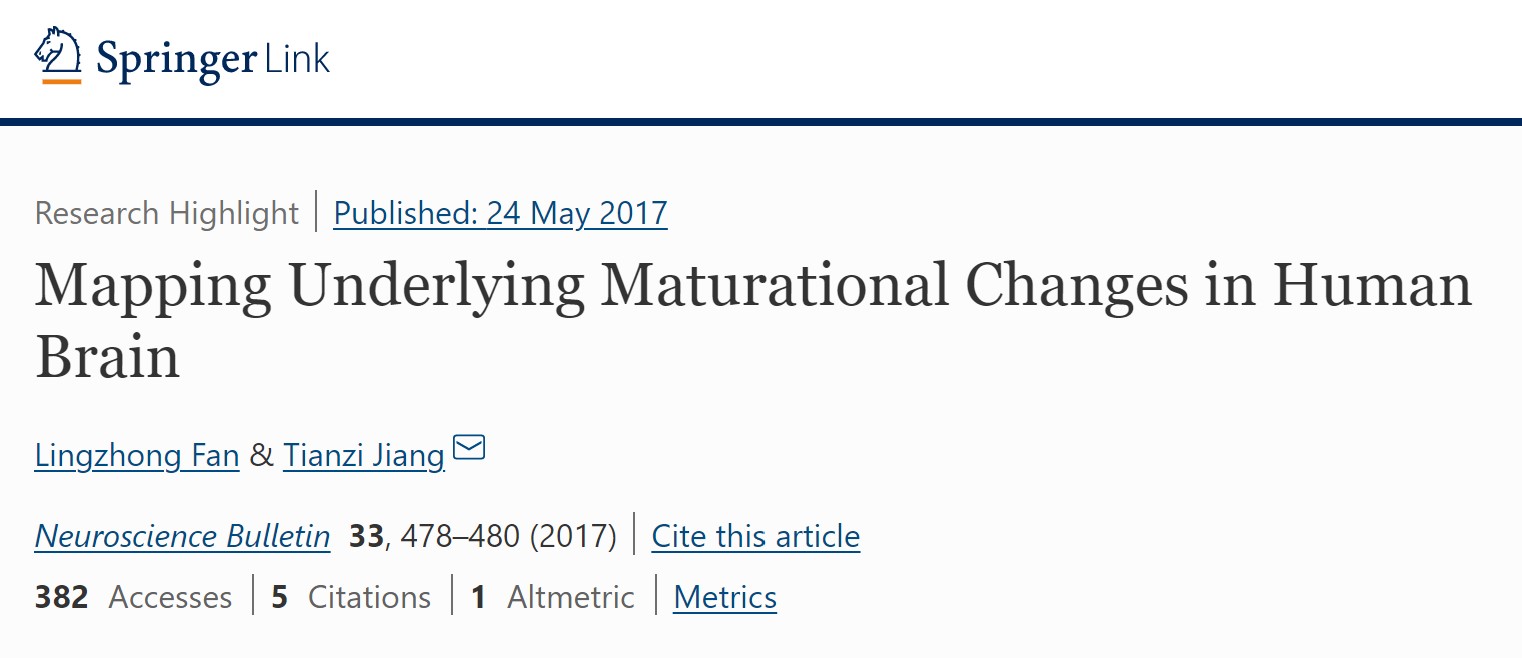 Springer Link
Research Highlight | Published: 24 May 2017
Mapping Underlying Maturational Changes in Human
Brain
Lingzhong Fan & Tianzi Jiang
Neuroscience Bulletin 33, 478–480 (2017) | Cite this article
382 Accesses | 5 Citations | 1 Altmetric | Metrics